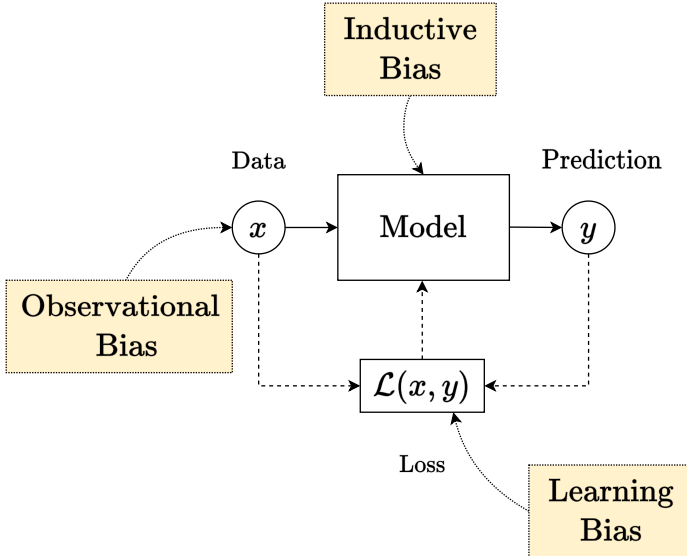 Inductive
Bias
Data
Prediction
x
Model
y
Observational
Bias
ℒ(x, y)
Loss
Learning
Bias